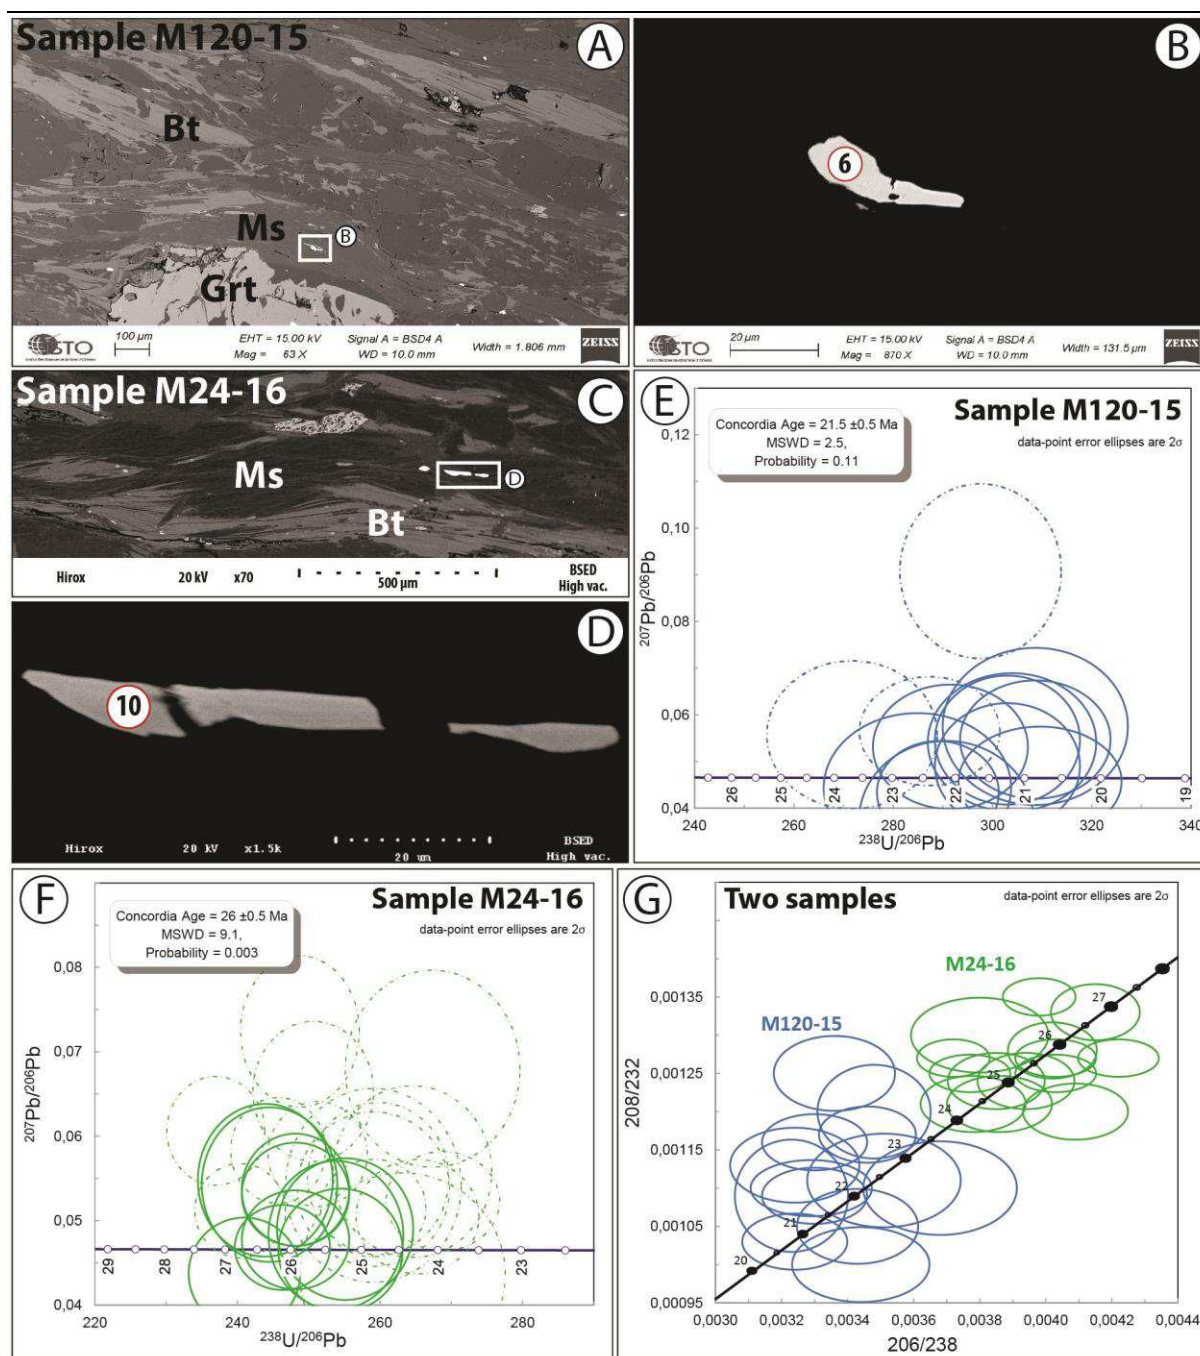 Sample M120-15
A
Bt
Ms
B
Grt
100 µm
EHT = 15.00 kV
Signal A = BSD4 A
Mag = 63 X
WD = 10.0 mm
Width = 1.806 mm
ZEISS
B
6
20 µm
EHT = 15.00 kV
Signal A = BSD4 A
Mag = 870 X
WD = 10.0 mm
Width = 131.5 µm
ZEISS
Sample M24-16
C
Ms
D
Bt
Hirox
20 kV
x70
500 µm
BSED
High vac.
D
10
Hirox
20 kV
x1.5k
20 um
BSED
High vac.
E
Sample M120-15
Concordia Age = 21.5 ±0.5 Ma
MSWD = 2.5,
Probability = 0.11
data-point error ellipses are 2σ
207Pb/206Pb
0,12
0,10
0,08
0,06
0,04
26 25 24 23 22 21 20 19
240 260 280 300 320 340
238U/206Pb
F
Sample M24-16
Concordia Age = 26 ±0.5 Ma
MSWD = 9.1,
Probability = 0.003
data-point error ellipses are 2σ
207Pb/206Pb
0,08
0,07
0,06
0,05
0,04
29 28 27 26 25 24 23
220 240 260 280
238U/206Pb
G
Two samples
data-point error ellipses are 2σ
M24-16
M120-15
208/232
0,00135
0,00125
0,00115
0,00105
0,00095
27
26
25
24
23
22
21
20
0,0030 0,0032 0,0034 0,0036 0,0038 0,0040 0,0042 0,0044
206/238